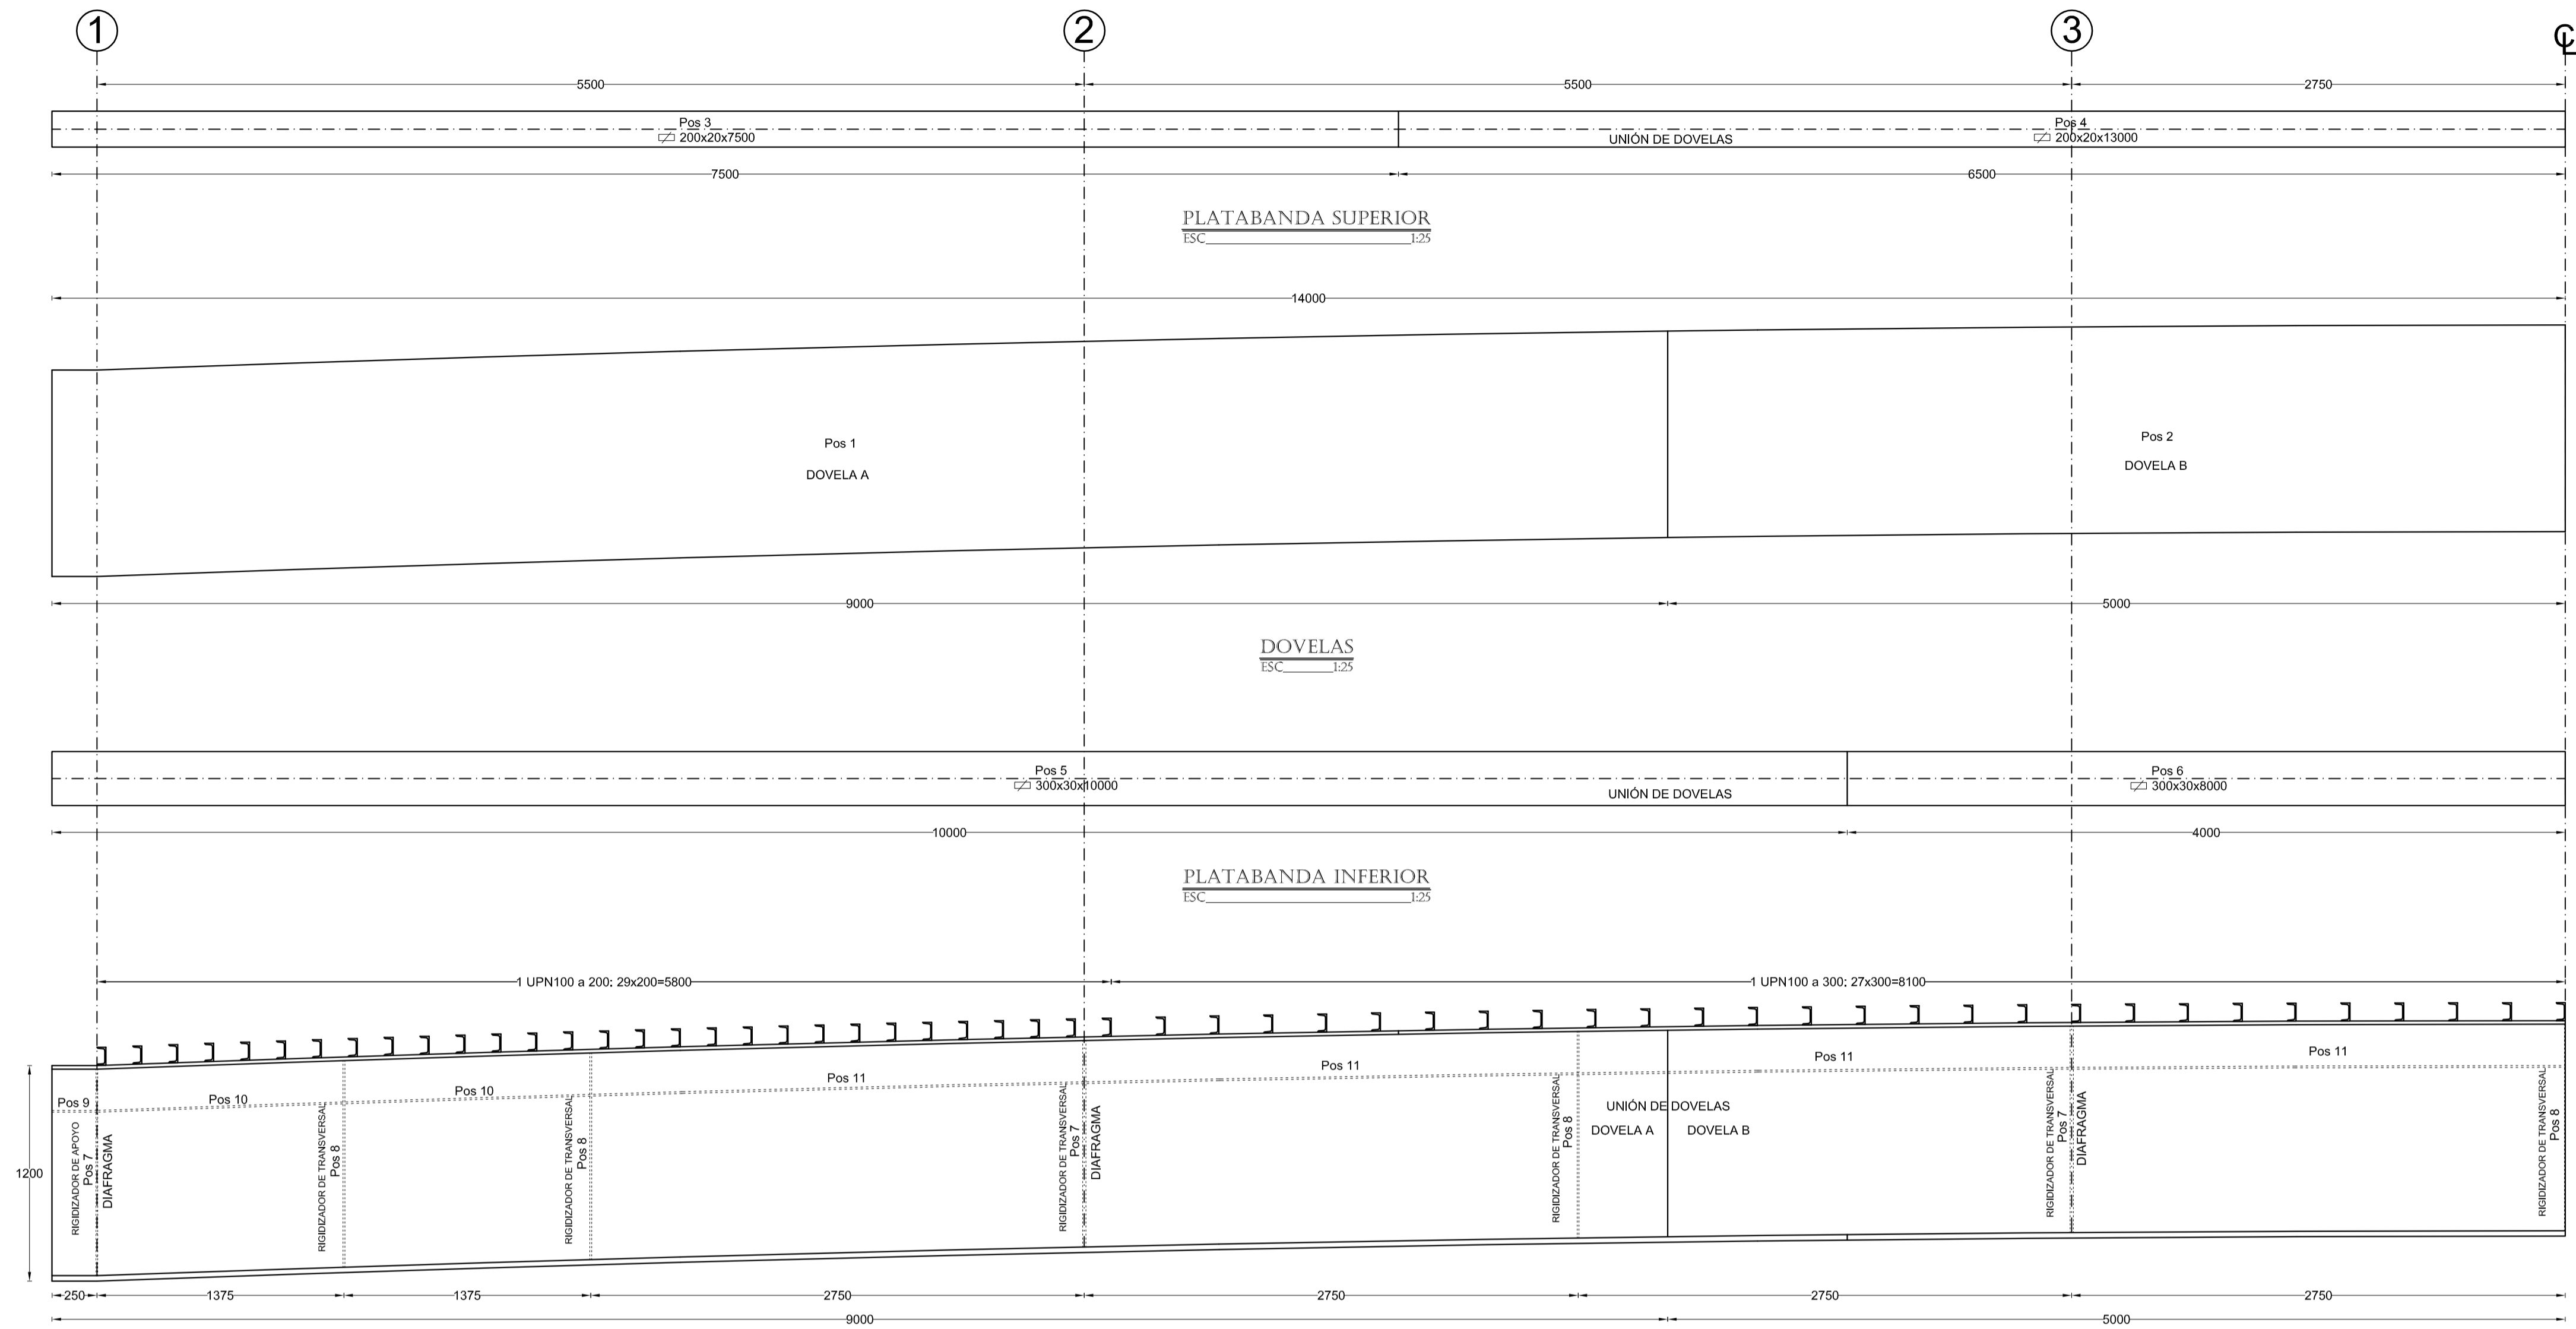 1
2
3
℄
5500
5500
2750
Pos 3
200x20x7500
UNIÓN DE DOVELAS
Pos 4
200x20x13000
7500
6500
PLATABANDA SUPERIOR
ESC 1:25
14000
Pos 1
DOVELA A
Pos 2
DOVELA B
9000
5000
DOVELAS
ESC 1:25
Pos 5
300x30x10000
UNIÓN DE DOVELAS
Pos 6
300x30x8000
10000
4000
PLATABANDA INFERIOR
ESC 1:25
1 UPN100 a 200; 29x200=5800
1 UPN100 a 300; 27x300=8100
1200
Pos 9
Pos 10
Pos 10
Pos 11
Pos 11
Pos 11
Pos 11
RIGIDIZADOR DE APOYO
Pos 7
DIAFRAGMA
RIGIDIZADOR DE TRANSVERSAL
Pos 8
RIGIDIZADOR DE TRANSVERSAL
Pos 8
RIGIDIZADOR DE TRANSVERSAL
Pos 7
DIAFRAGMA
RIGIDIZADOR DE TRANSVERSAL
Pos 8
UNIÓN DE DOVELAS
DOVELA A
DOVELA B
RIGIDIZADOR DE TRANSVERSAL
Pos 7
DIAFRAGMA
RIGIDIZADOR DE TRANSVERSAL
Pos 8
250
1375
1375
2750
2750
2750
2750
9000
5000